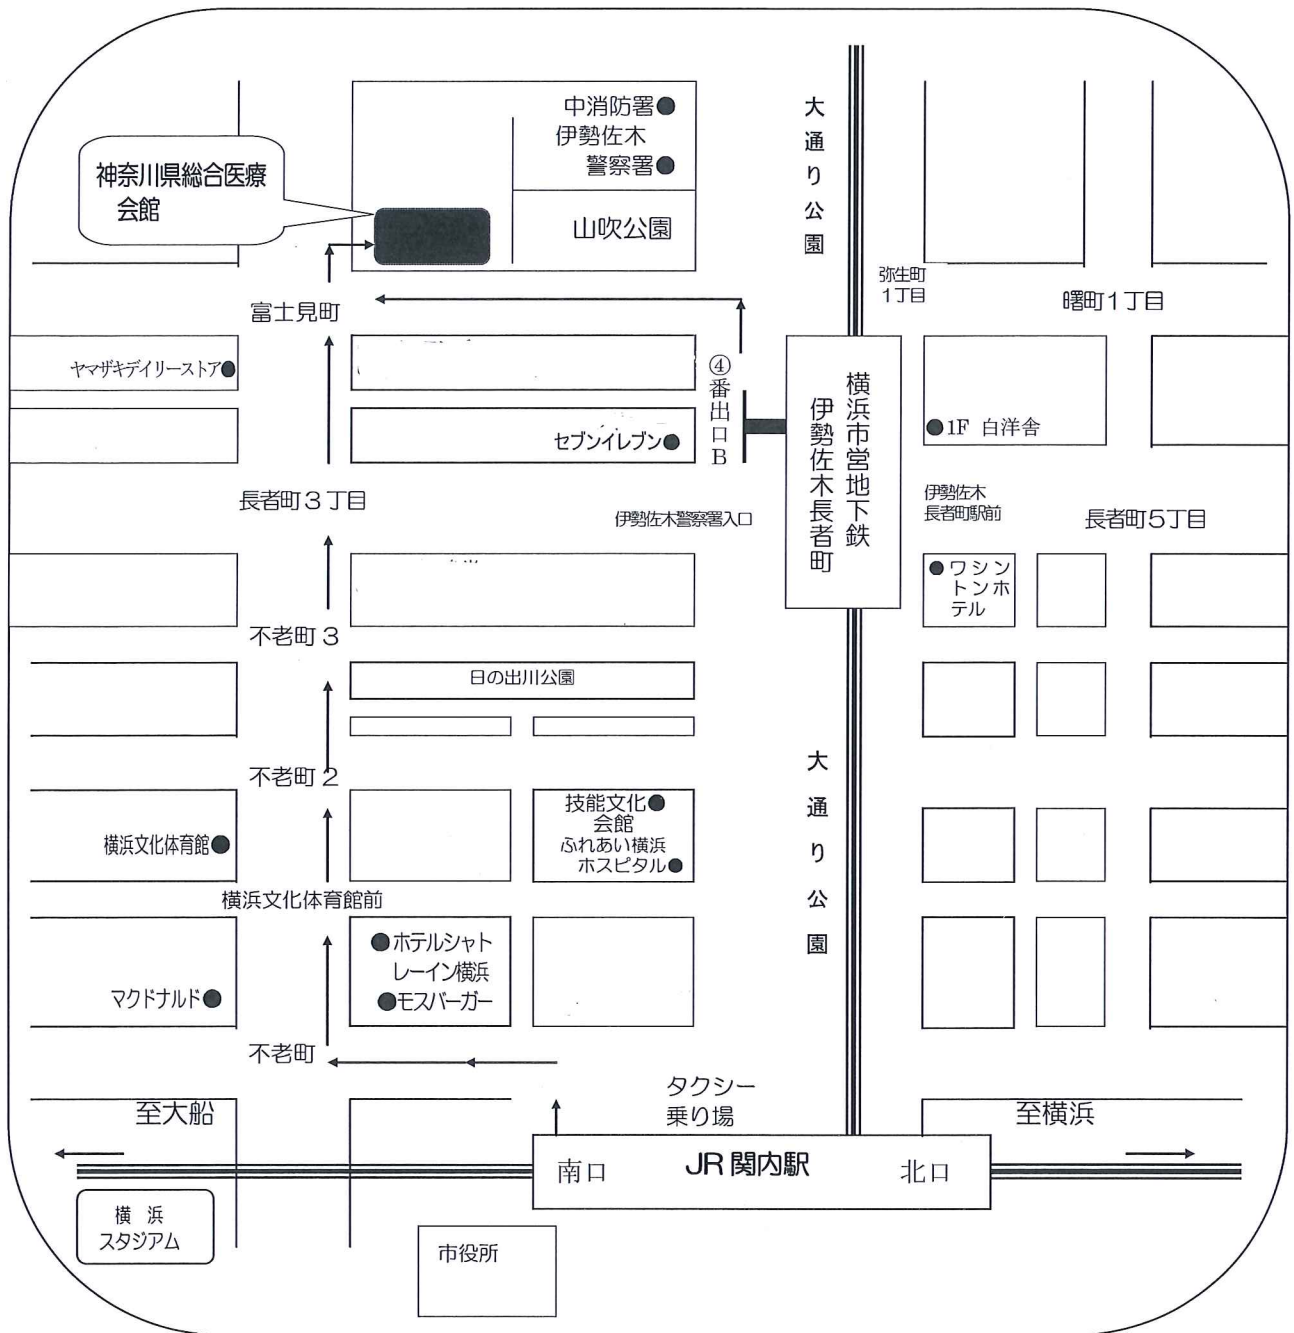 中消防署
伊勢佐木
警察署
神奈川県総合医療
会館
山吹公園
大通り公園
弥生町
1丁目
曙町1丁目
富士見町
ヤマザキデイリーストア
④番出口B
横浜市営地下鉄
伊勢佐木長者町
1F 白洋舎
セブンイレブン
長者町3丁目
伊勢佐木警察署入口
伊勢佐木
長者町駅前
長者町5丁目
ワシン
トンホ
テル
不老町3
日の出川公園
不老町2
大通り公園
技能文化
会館
ふれあい横浜
ホスピタル
横浜文化体育館
横浜文化体育館前
ホテルシャト
レーイン横浜
モスバーガー
マクドナルド
不老町
タクシー
乗り場
至大船
至横浜
南口
JR関内駅
北口
横 浜
スタジアム
市役所